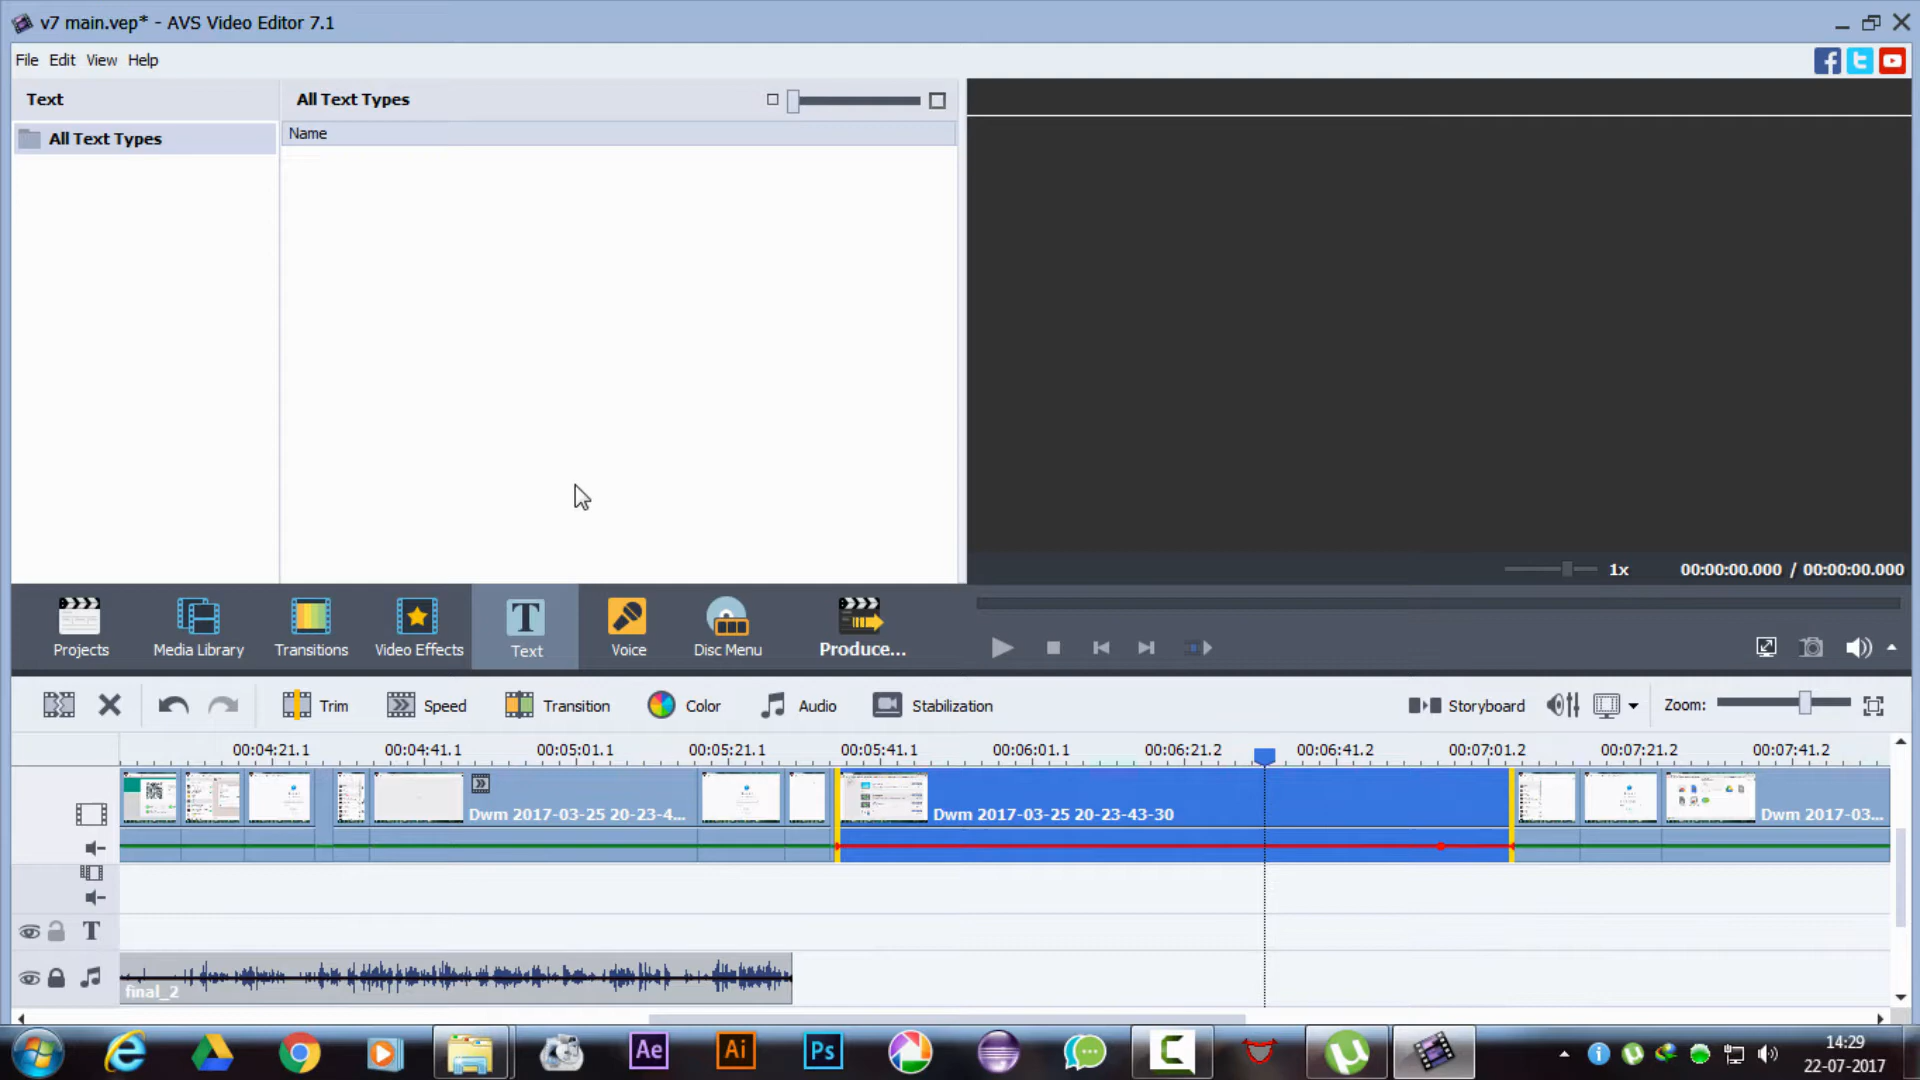 v7 main.vep* - AVS Video Editor 7.1
File Edit View Help
Text
All Text Types
All Text Types
Name
1x 00:00:00.000 / 00:00:00.000
Projects Media Library Transitions Video Effects Text Voice Disc Menu Produce...
Trim Speed Transition Color Audio Stabilization Storyboard Zoom:
00:04:21.1 00:04:41.1 00:05:01.1 00:05:21.1 00:05:41.1 00:06:01.1 00:06:21.2 00:06:41.2 00:07:01.2 00:07:21.2 00:07:41.2
Dwm 2017-03-25 20-23-4... Dwm 2017-03-25 20-23-43-30 Dwm 2017-03...
T
final_2
Ae Ai Ps
14:29
22-07-2017